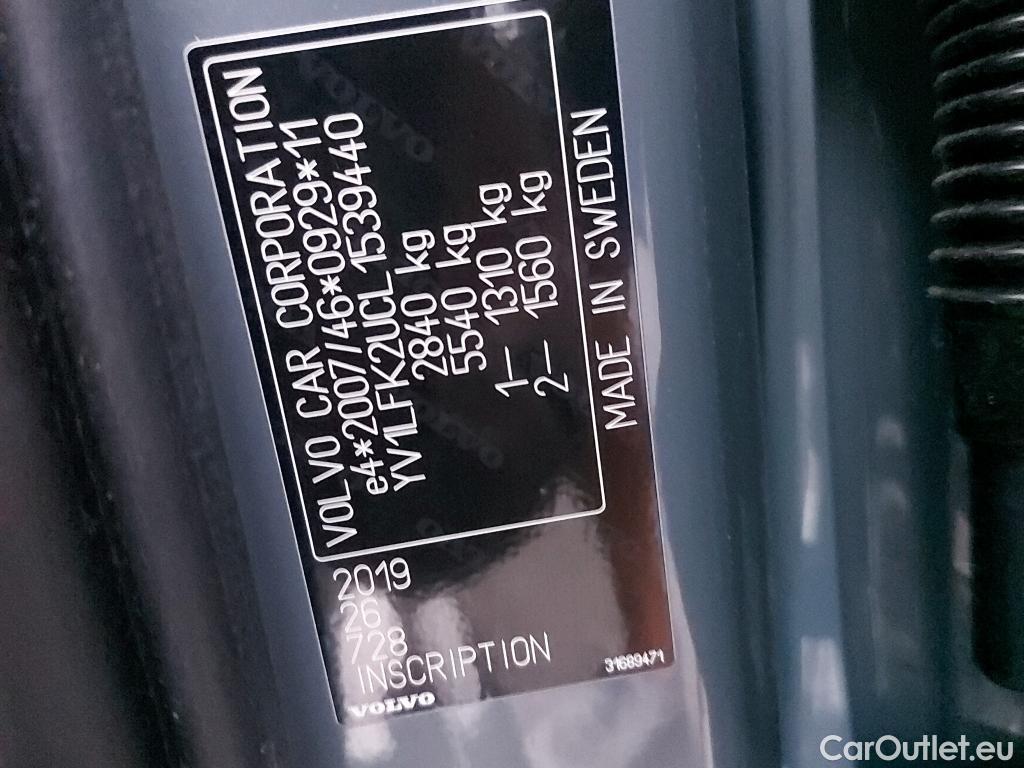 VOLVO CAR CORPORATION
e4*2007/46*0929*11
YV1LFK2UCL1539440
2840 kg
5540 kg
1– 1310 kg
2– 1560 kg
MADE IN SWEDEN
2019
26
728
INSCRIPTION
VOLVO
31689471
CarOutlet.eu